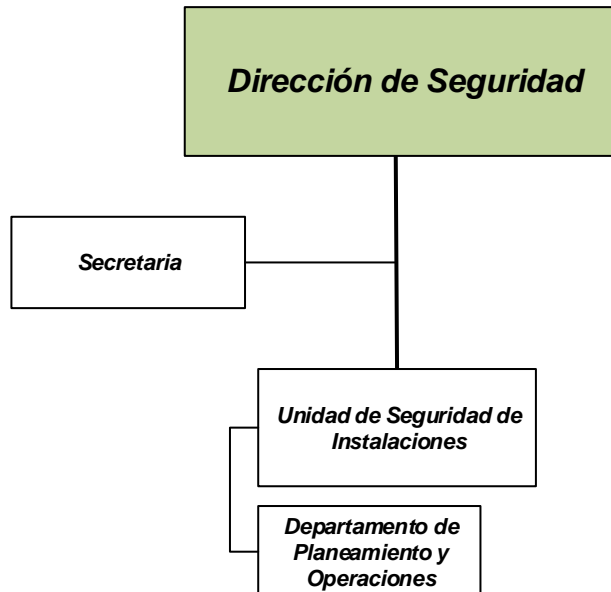 Dirección de Seguridad
Secretaria
Unidad de Seguridad de
Instalaciones
Departamento de
Planeamiento y
Operaciones